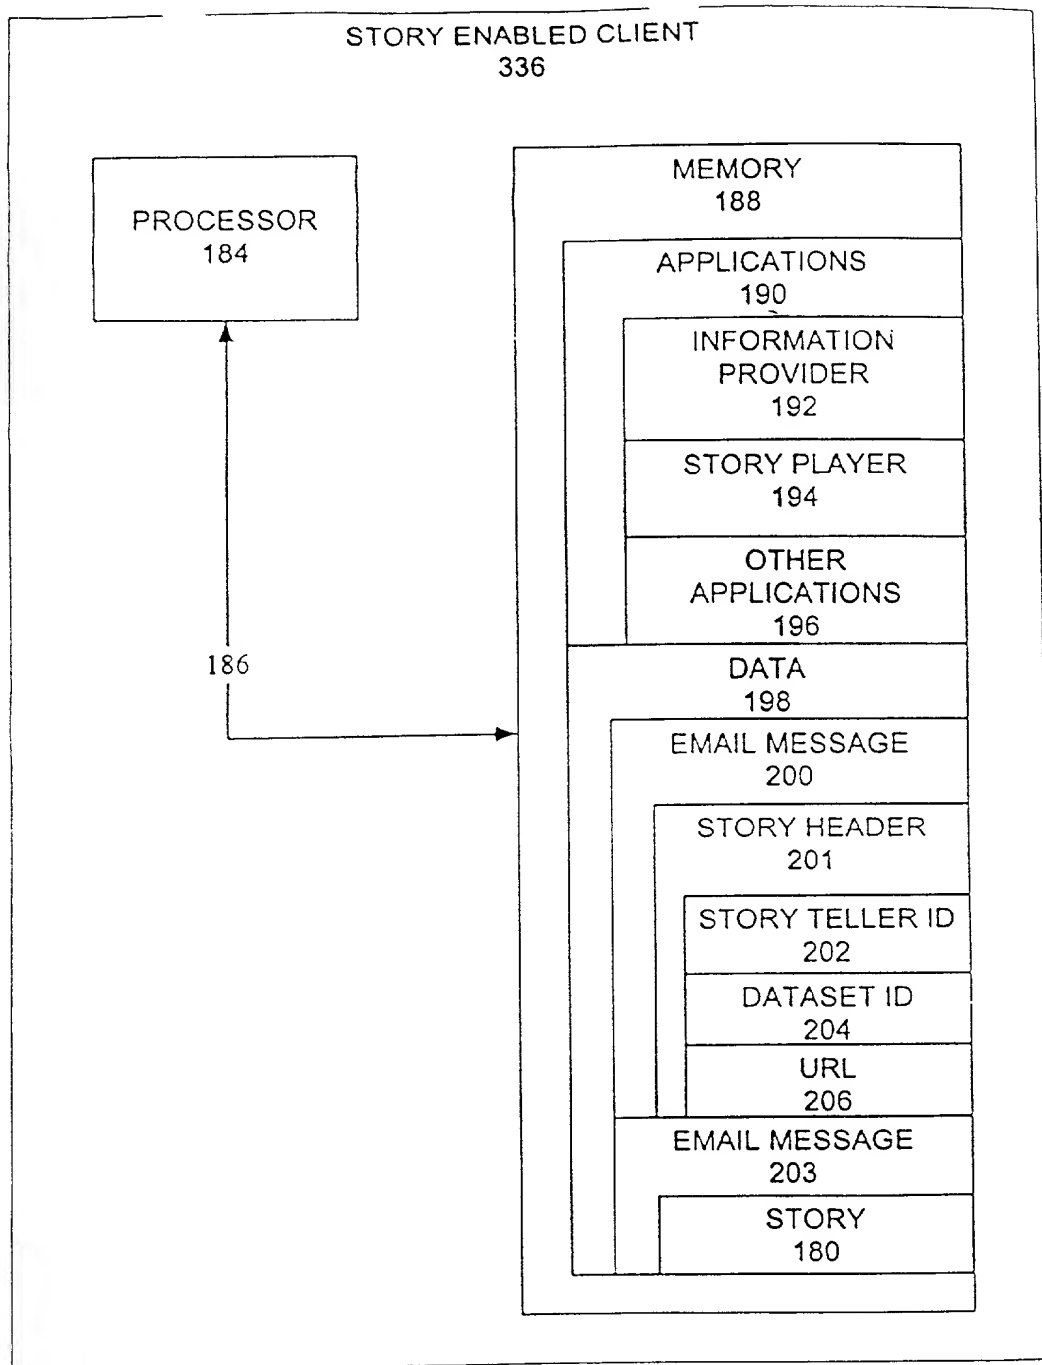 STORY ENABLED CLIENT
336
PROCESSOR
184
186
MEMORY
188
APPLICATIONS
190
INFORMATION
PROVIDER
192
STORY PLAYER
194
OTHER
APPLICATIONS
196
DATA
198
EMAIL MESSAGE
200
STORY HEADER
201
STORY TELLER ID
202
DATASET ID
204
URL
206
EMAIL MESSAGE
203
STORY
180